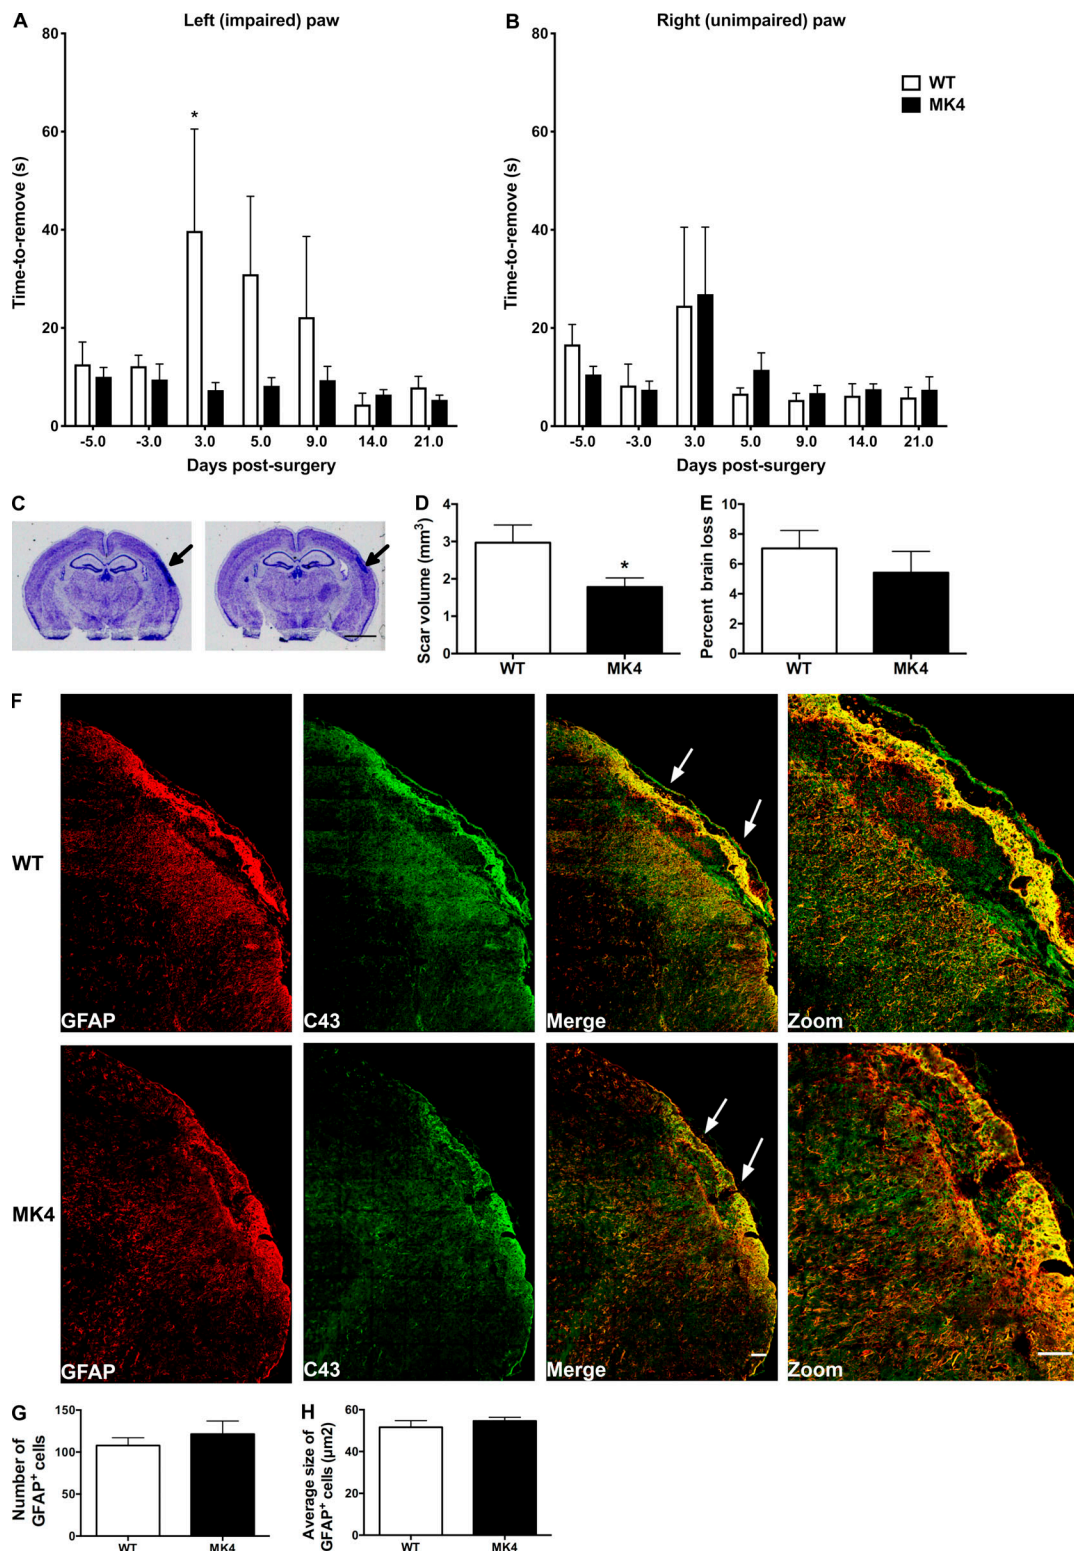 A
Left (impaired) paw
Time-to-remove (s)
80
60
40
20
0
*
-5.0 -3.0 3.0 5.0 9.0 14.0 21.0
Days post-surgery
B
Right (unimpaired) paw
Time-to-remove (s)
80
60
40
20
0
WT
MK4
-5.0 -3.0 3.0 5.0 9.0 14.0 21.0
Days post-surgery
C
D
Scar volume (mm³)
4
3
2
1
0
*
WT MK4
E
Percent brain loss
10
8
6
4
2
0
WT MK4
F
WT
GFAP C43 Merge Zoom
MK4
GFAP C43 Merge Zoom
G
Number of
GFAP⁺ cells
150
100
50
0
WT MK4
H
Average size of
GFAP⁺ cells (µm2)
60
40
20
0
WT MK4